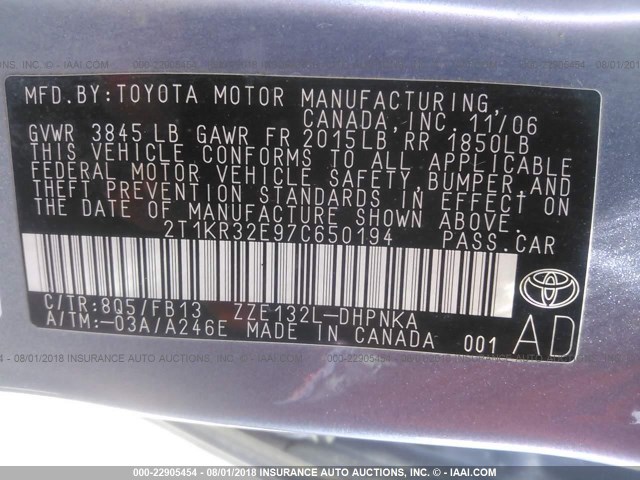 MFD.BY:TOYOTA MOTOR MANUFACTURING,
CANADA, INC. 11/06
GVWR 3845 LB GAWR FR 2015LB RR 1850LB
THIS VEHICLE CONFORMS TO ALL APPLICABLE
FEDERAL MOTOR VEHICLE SAFETY, BUMPER, AND
THEFT PREVENTION STANDARDS IN EFFECT ON
THE DATE OF MANUFACTURE SHOWN ABOVE.
2T1KR32E97C650194 PASS.CAR
C/TR:8Q5/FB13 ZZE132L-DHPNKA
A/TM:-03A/A246E MADE IN CANADA 001 AD
000-22905454 - 08/01/2018 INSURANCE AUTO AUCTIONS, INC. - © - IAAI.COM